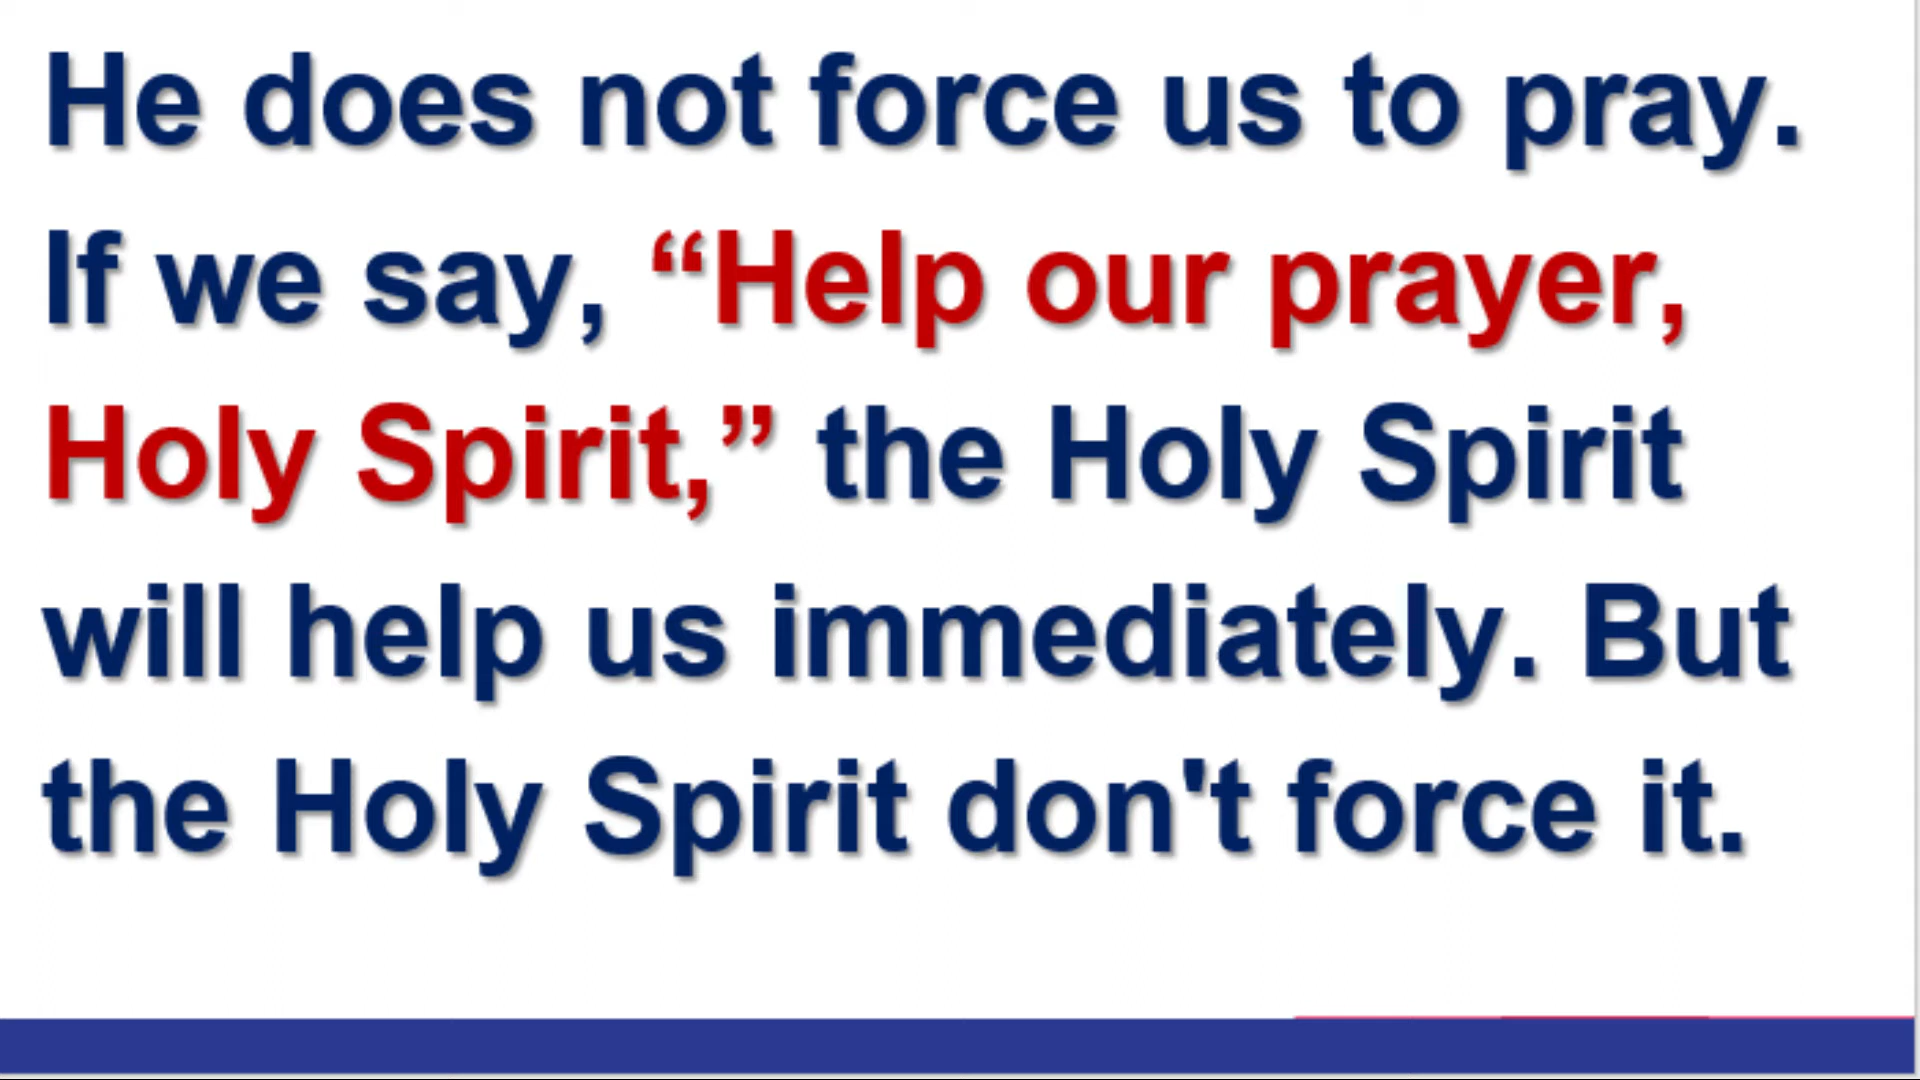 He does not force us to pray.
If we say, “Help our prayer,
Holy Spirit,” the Holy Spirit
will help us immediately. But
the Holy Spirit don't force it.